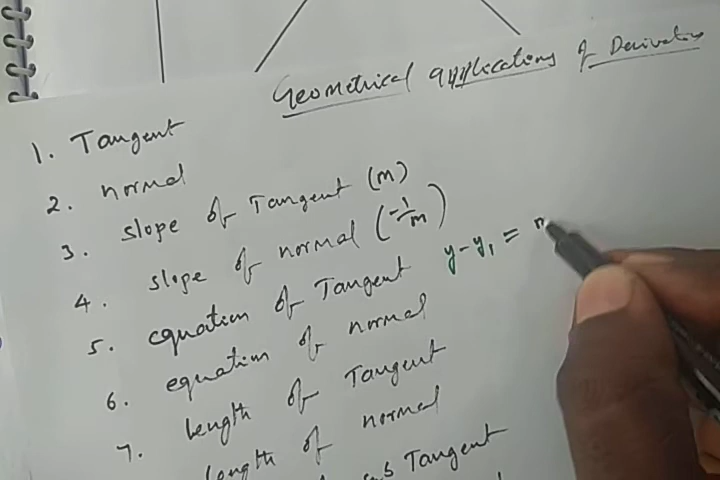 Geometrical applications of Derivatives
1. Tangent
2. normal
3. slope of Tangent (m)
4. slope of normal (-1/m)
5. equation of Tangent y-y₁ =
6. equation of normal
7. length of Tangent
length of normal
Tangent